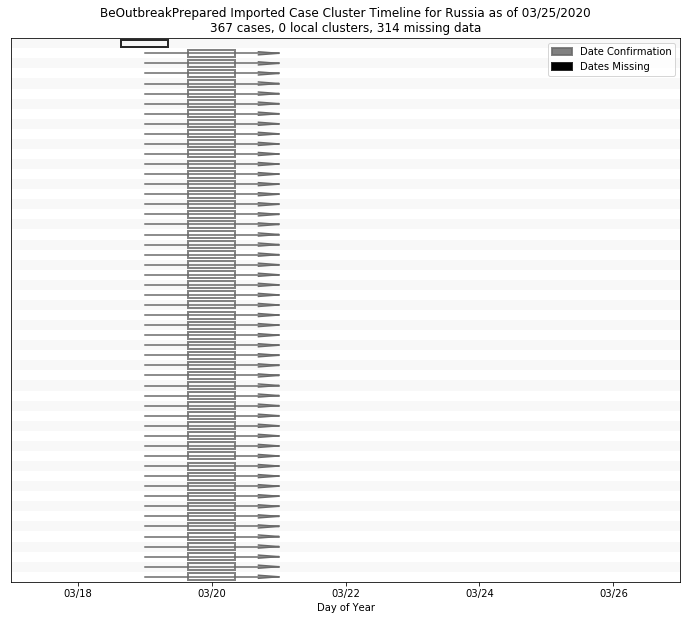 BeOutbreakPrepared Imported Case Cluster Timeline for Russia as of 03/25/2020
367 cases, 0 local clusters, 314 missing data
Date Confirmation
Dates Missing
03/18 03/20 03/22 03/24 03/26
Day of Year